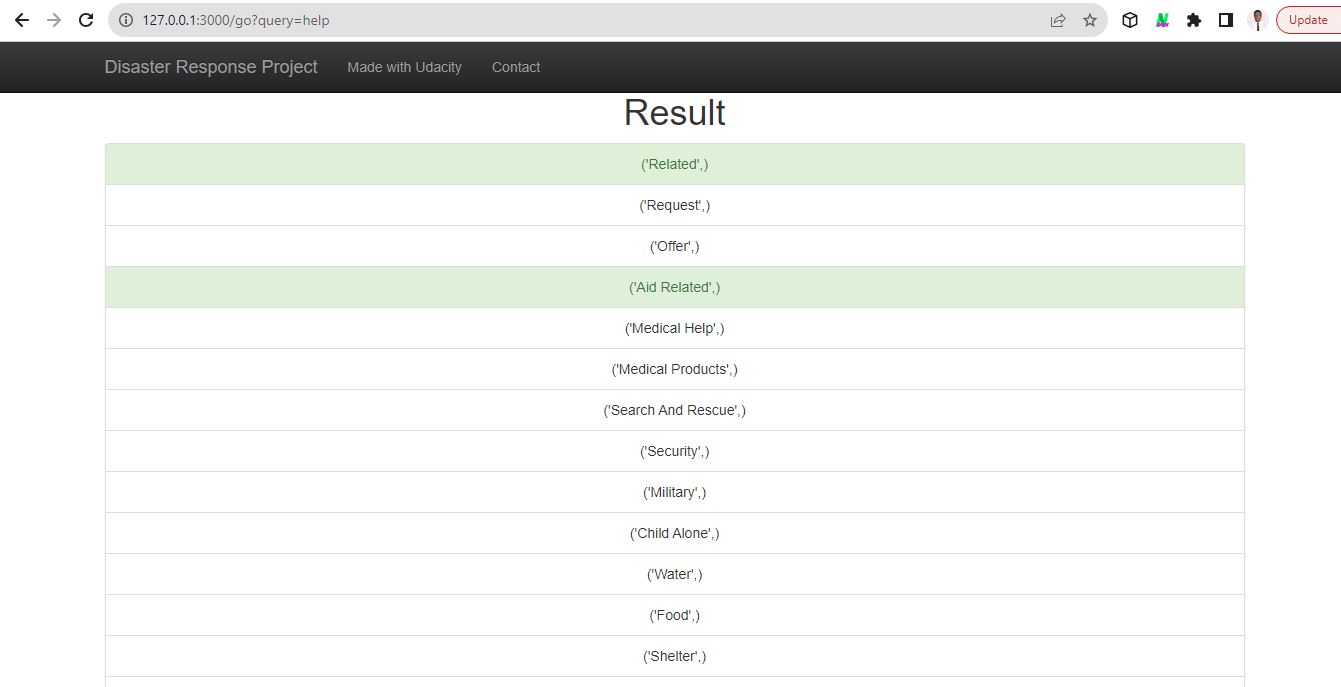 127.0.0.1:3000/go?query=help
Update
Disaster Response Project Made with Udacity Contact
Result
('Related',)
('Request',)
('Offer',)
('Aid Related',)
('Medical Help',)
('Medical Products',)
('Search And Rescue',)
('Security',)
('Military',)
('Child Alone',)
('Water',)
('Food',)
('Shelter',)